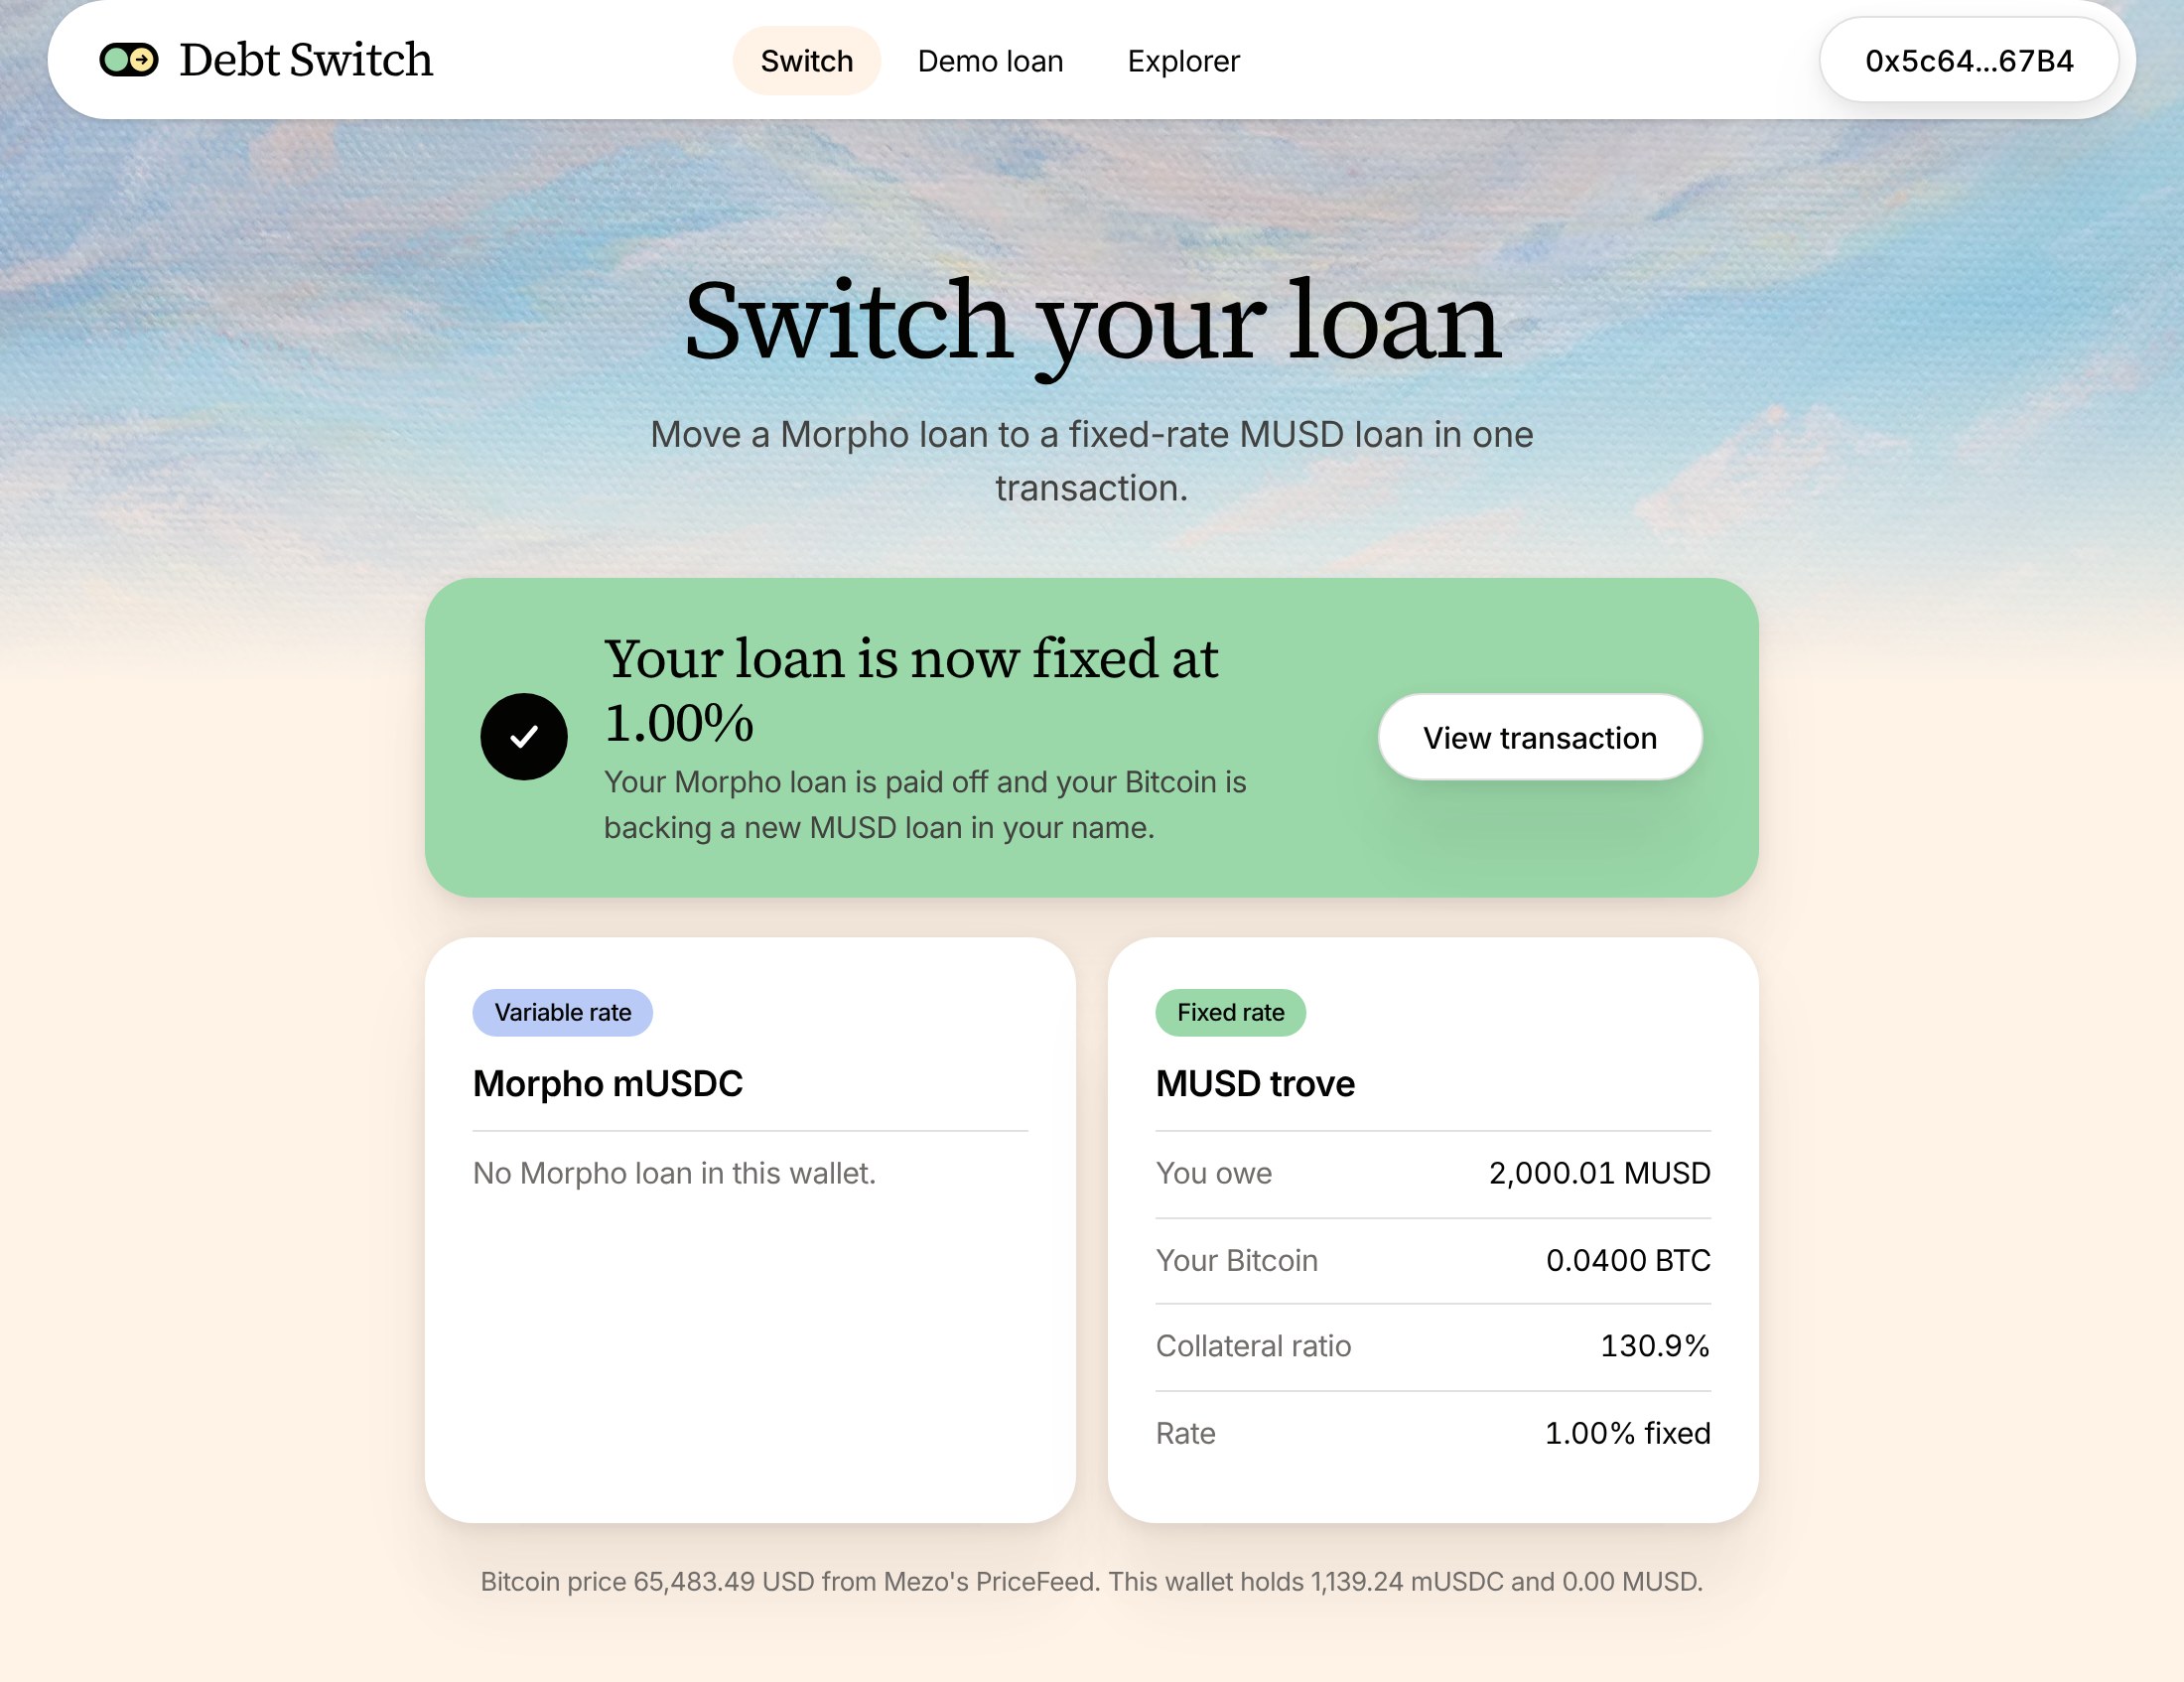 Debt Switch
Switch
Demo loan
Explorer
0x5c64...67B4
Switch your loan
Move a Morpho loan to a fixed-rate MUSD loan in one
transaction.
Your loan is now fixed at
1.00%
Your Morpho loan is paid off and your Bitcoin is
backing a new MUSD loan in your name.
View transaction
Variable rate
Morpho mUSDC
No Morpho loan in this wallet.
Fixed rate
MUSD trove
You owe 2,000.01 MUSD
Your Bitcoin 0.0400 BTC
Collateral ratio 130.9%
Rate 1.00% fixed
Bitcoin price 65,483.49 USD from Mezo's PriceFeed. This wallet holds 1,139.24 mUSDC and 0.00 MUSD.